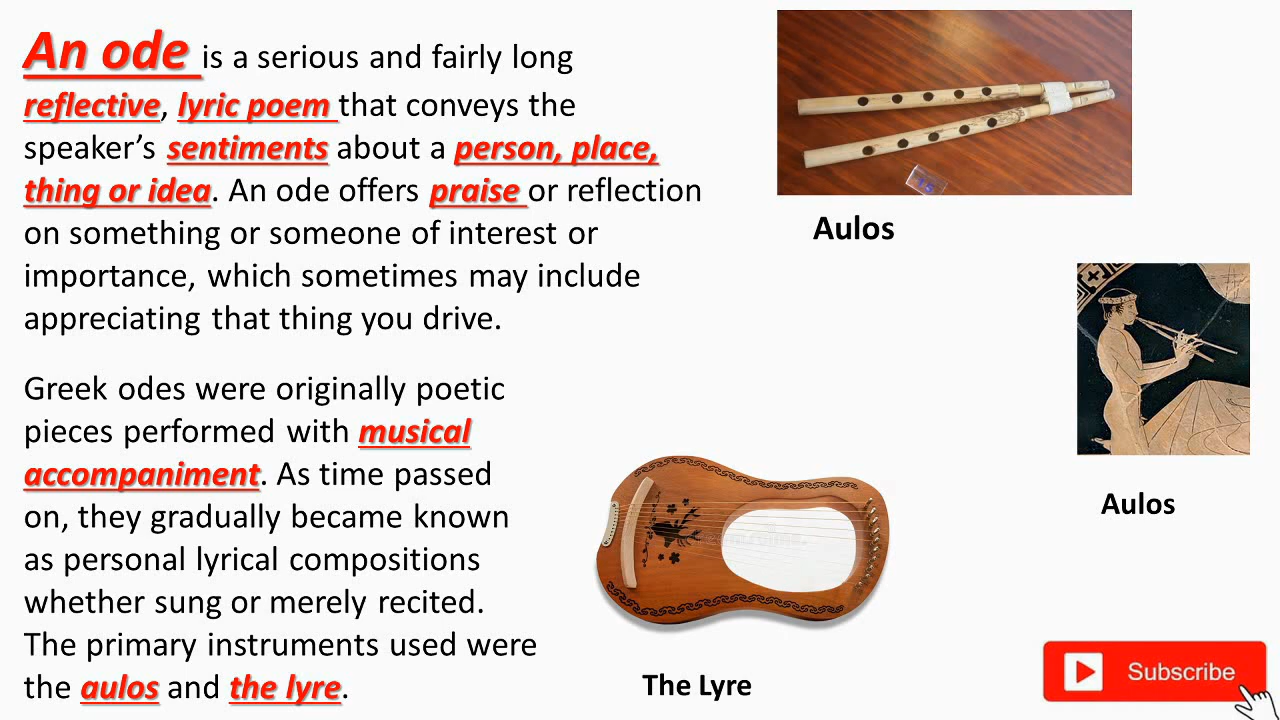 An ode is a serious and fairly long
reflective, lyric poem that conveys the
speaker’s sentiments about a person, place,
thing or idea. An ode offers praise or reflection
on something or someone of interest or
importance, which sometimes may include
appreciating that thing you drive.
Greek odes were originally poetic
pieces performed with musical
accompaniment. As time passed
on, they gradually became known
as personal lyrical compositions
whether sung or merely recited.
The primary instruments used were
the aulos and the lyre.
Aulos
Aulos
The Lyre
Subscribe